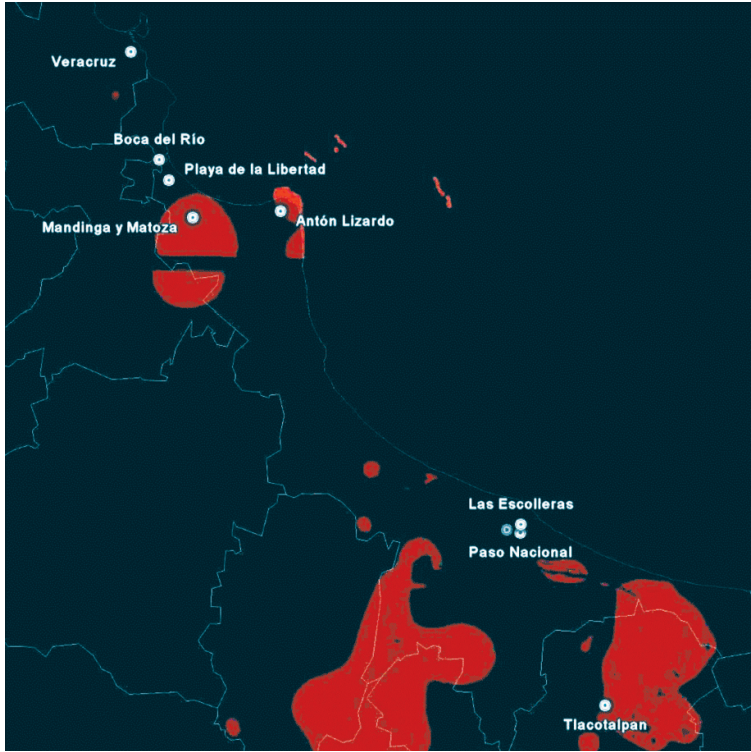 Veracruz
Boca del Río
Playa de la Libertad
Mandinga y Matoza
Antón Lizardo
Las Escolleras
Paso Nacional
Tlacotalpan